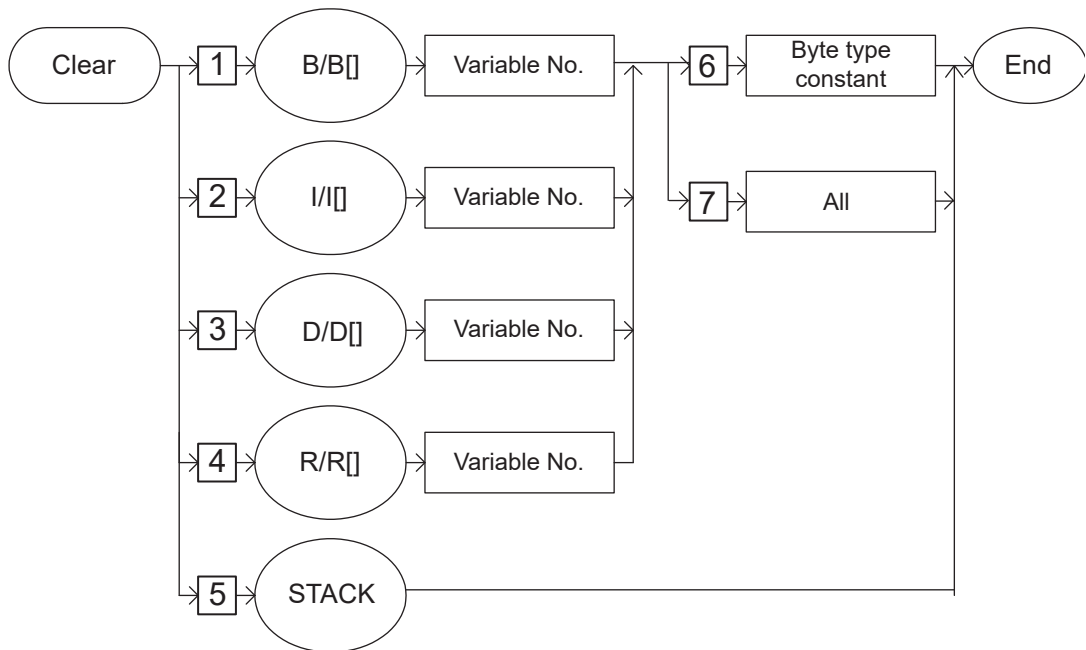 Clear
1
B/B[]
Variable No.
6
Byte type
constant
End
2
I/I[]
Variable No.
7
All
3
D/D[]
Variable No.
4
R/R[]
Variable No.
5
STACK